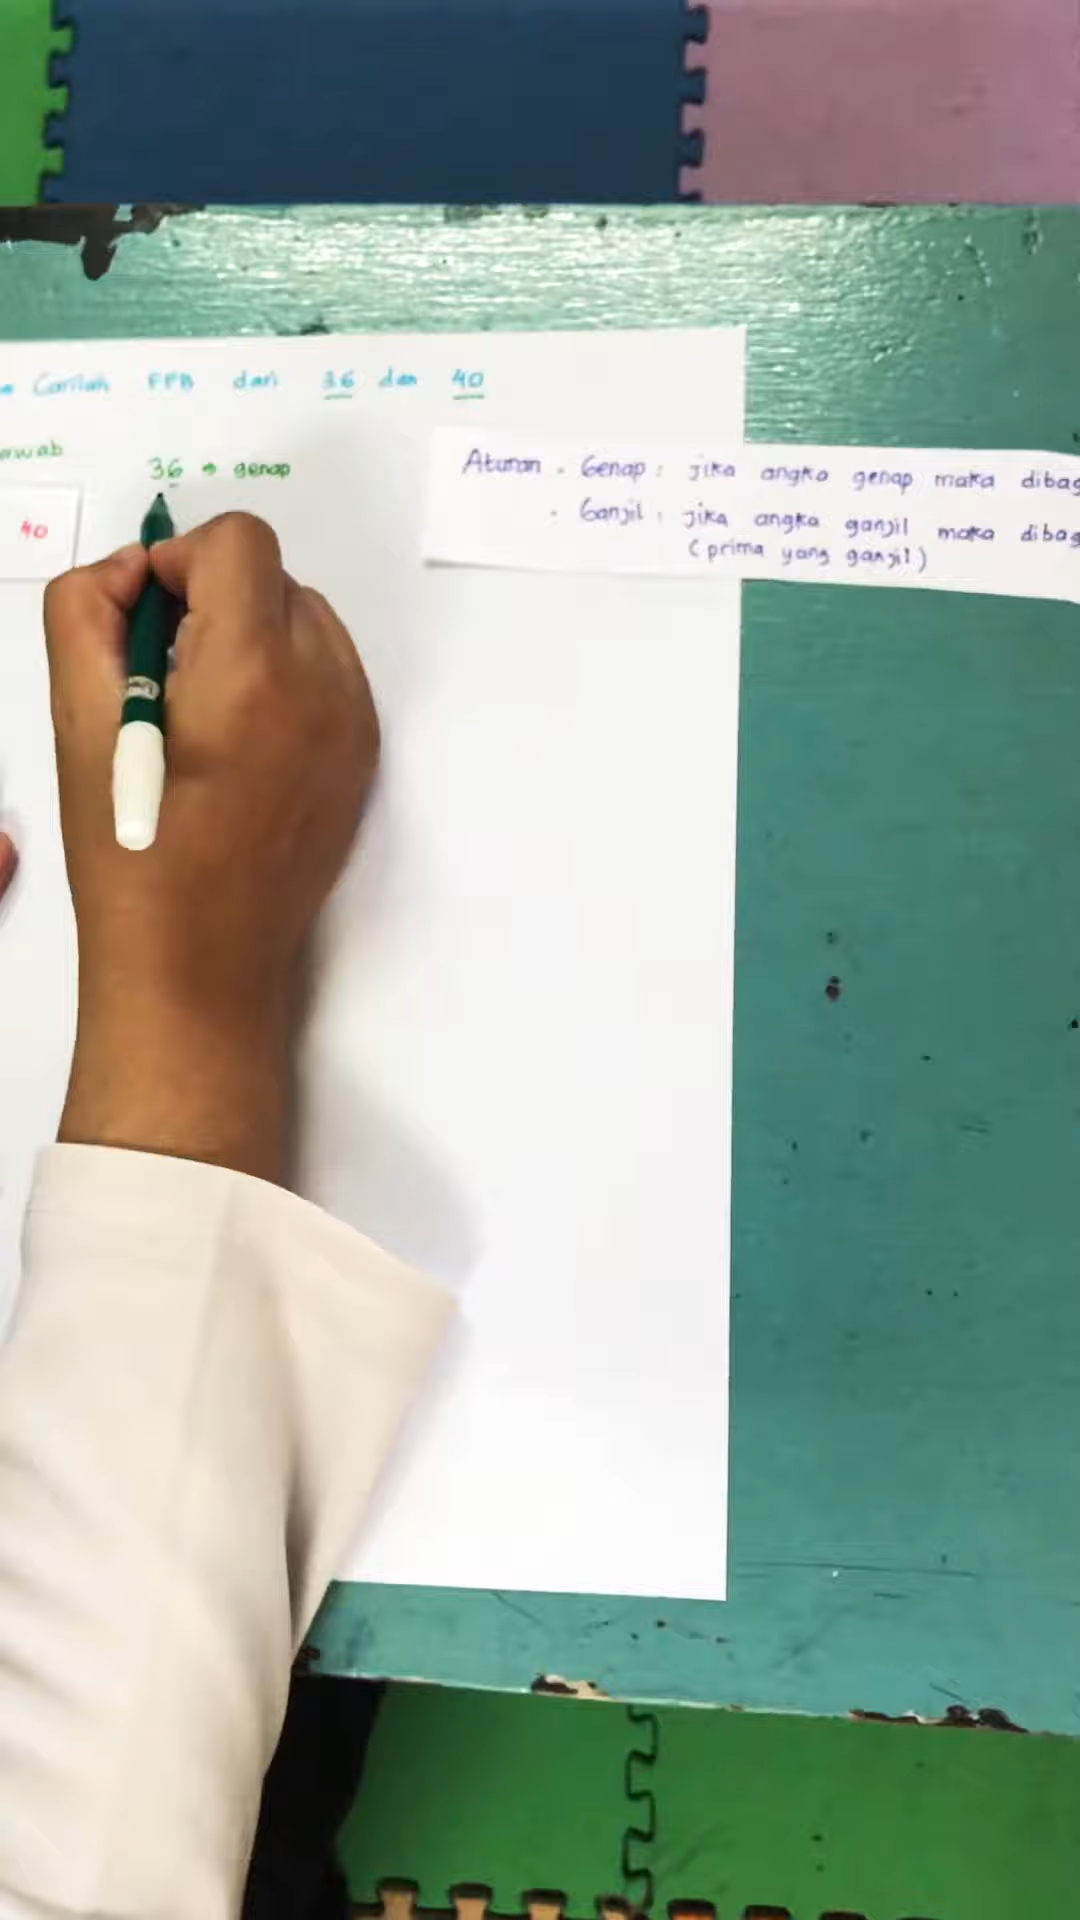 Carilah FPB dari 36 dan 40
awab
36 → genap
40
Aturan . Genap : jika angka genap maka dibag
. Ganjil : jika angka ganjil maka dibag
(prima yang ganjil)